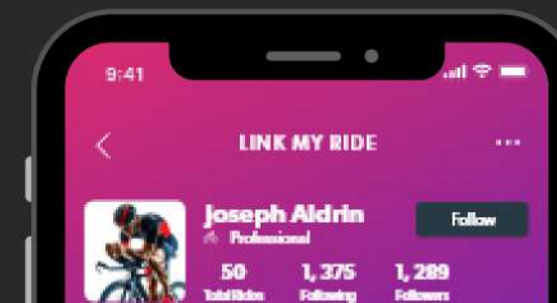 9:41
LINK MY RIDE
Joseph Aldrin
Follow
Professional
50 1,375 1,289
Total Rides Following Followers